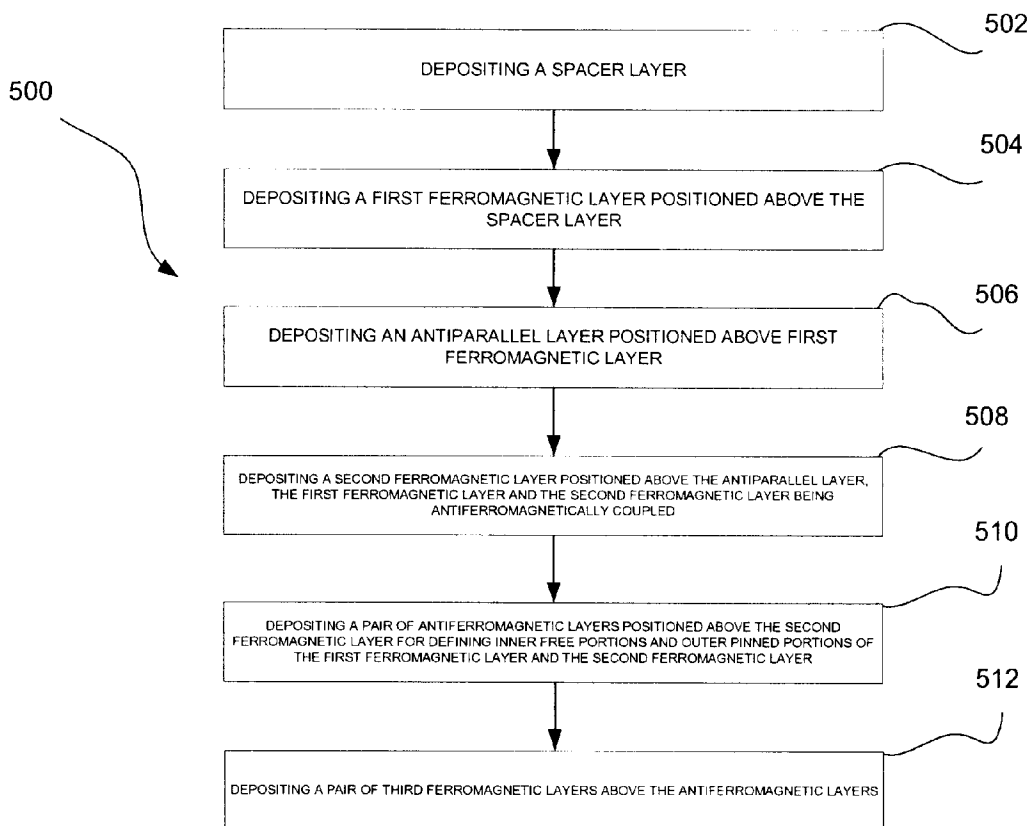 502
DEPOSITING A SPACER LAYER
500
504
DEPOSITING A FIRST FERROMAGNETIC LAYER POSITIONED ABOVE THE
SPACER LAYER
506
DEPOSITING AN ANTIPARALLEL LAYER POSITIONED ABOVE FIRST
FERROMAGNETIC LAYER
508
DEPOSITING A SECOND FERROMAGNETIC LAYER POSITIONED ABOVE THE ANTIPARALLEL LAYER,
THE FIRST FERROMAGNETIC LAYER AND THE SECOND FERROMAGNETIC LAYER BEING
ANTIFERROMAGNETICALLY COUPLED
510
DEPOSITING A PAIR OF ANTIFERROMAGNETIC LAYERS POSITIONED ABOVE THE SECOND
FERROMAGNETIC LAYER FOR DEFINING INNER FREE PORTIONS AND OUTER PINNED PORTIONS OF
THE FIRST FERROMAGNETIC LAYER AND THE SECOND FERROMAGNETIC LAYER
512
DEPOSITING A PAIR OF THIRD FERROMAGNETIC LAYERS ABOVE THE ANTIFERROMAGNETIC LAYERS